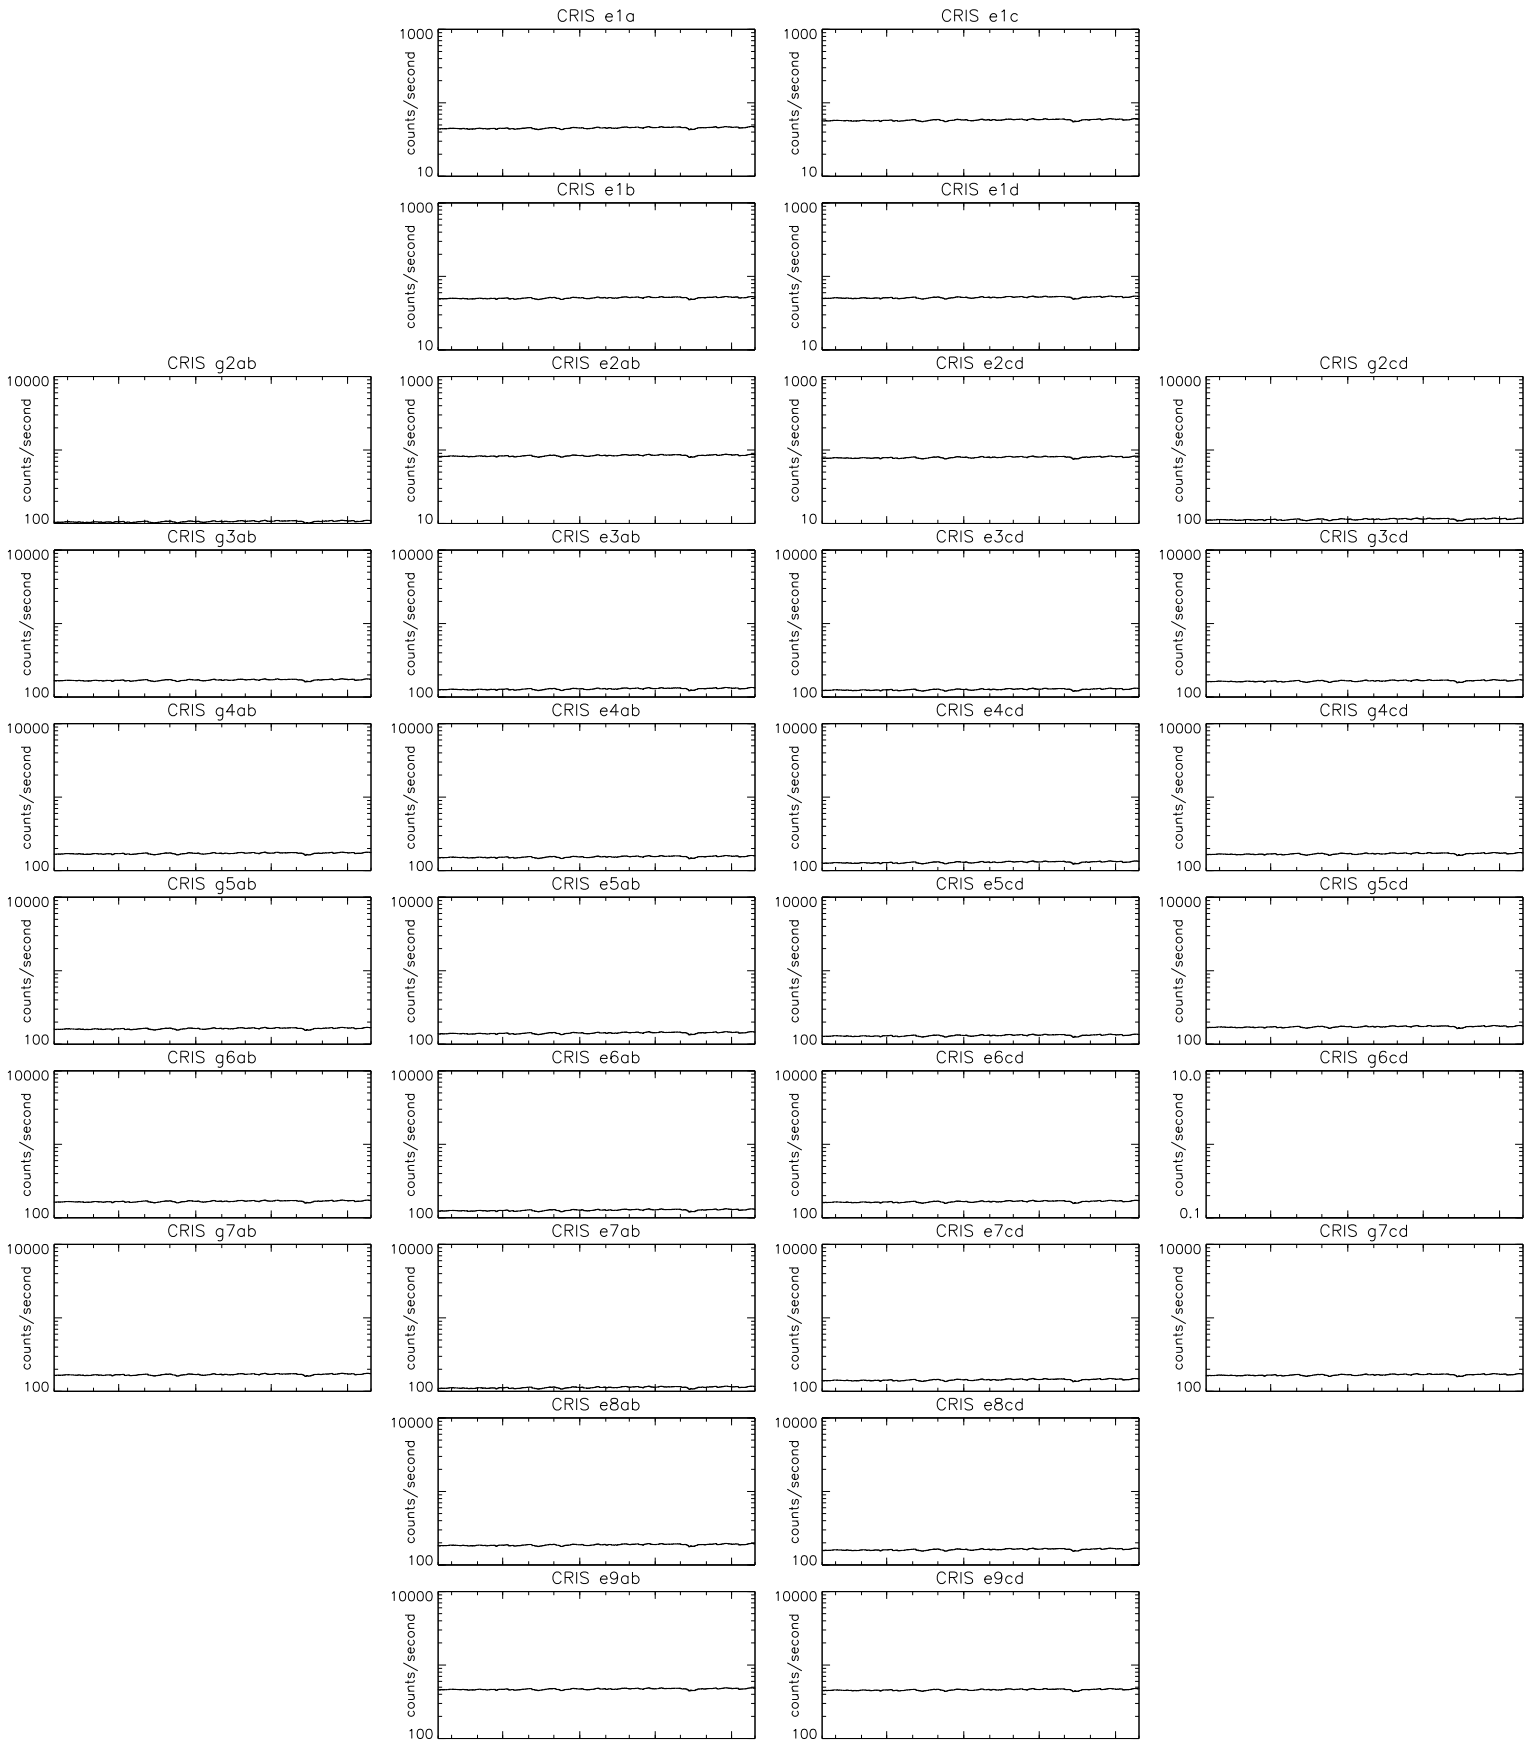 CRIS e1a
CRIS e1c
1000
counts/second
10
1000
counts/second
10
CRIS e1b
CRIS e1d
1000
counts/second
10
1000
counts/second
10
CRIS g2ab
CRIS e2ab
CRIS e2cd
CRIS g2cd
10000
counts/second
100
1000
counts/second
10
1000
counts/second
10
10000
counts/second
100
CRIS g3ab
CRIS e3ab
CRIS e3cd
CRIS g3cd
10000
counts/second
100
10000
counts/second
100
10000
counts/second
100
10000
counts/second
100
CRIS g4ab
CRIS e4ab
CRIS e4cd
CRIS g4cd
10000
counts/second
100
10000
counts/second
100
10000
counts/second
100
10000
counts/second
100
CRIS g5ab
CRIS e5ab
CRIS e5cd
CRIS g5cd
10000
counts/second
100
10000
counts/second
100
10000
counts/second
100
10000
counts/second
100
CRIS g6ab
CRIS e6ab
CRIS e6cd
CRIS g6cd
10000
counts/second
100
10000
counts/second
100
10000
counts/second
100
10.0
counts/second
0.1
CRIS g7ab
CRIS e7ab
CRIS e7cd
CRIS g7cd
10000
counts/second
100
10000
counts/second
100
10000
counts/second
100
10000
counts/second
100
CRIS e8ab
CRIS e8cd
10000
counts/second
100
10000
counts/second
100
CRIS e9ab
CRIS e9cd
10000
counts/second
100
10000
counts/second
100